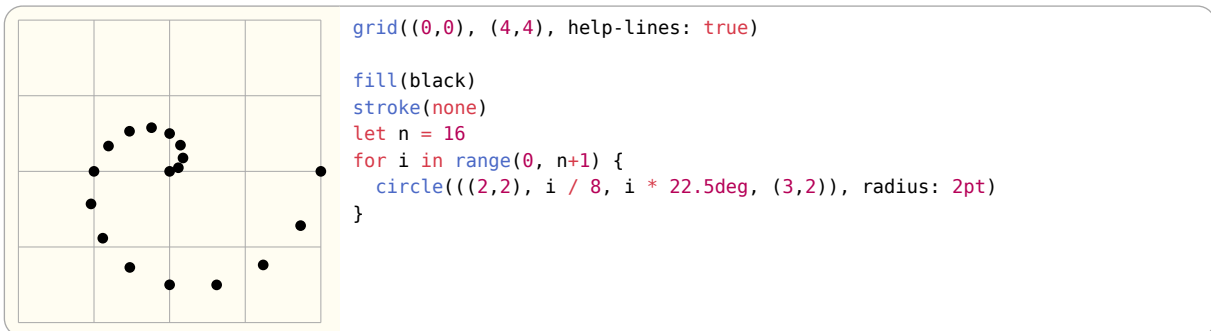 grid((0,0), (4,4), help-lines: true)
fill(black)
stroke(none)
let n = 16
for i in range(0, n+1) {
  circle(((2,2), i / 8, i * 22.5deg, (3,2)), radius: 2pt)
}